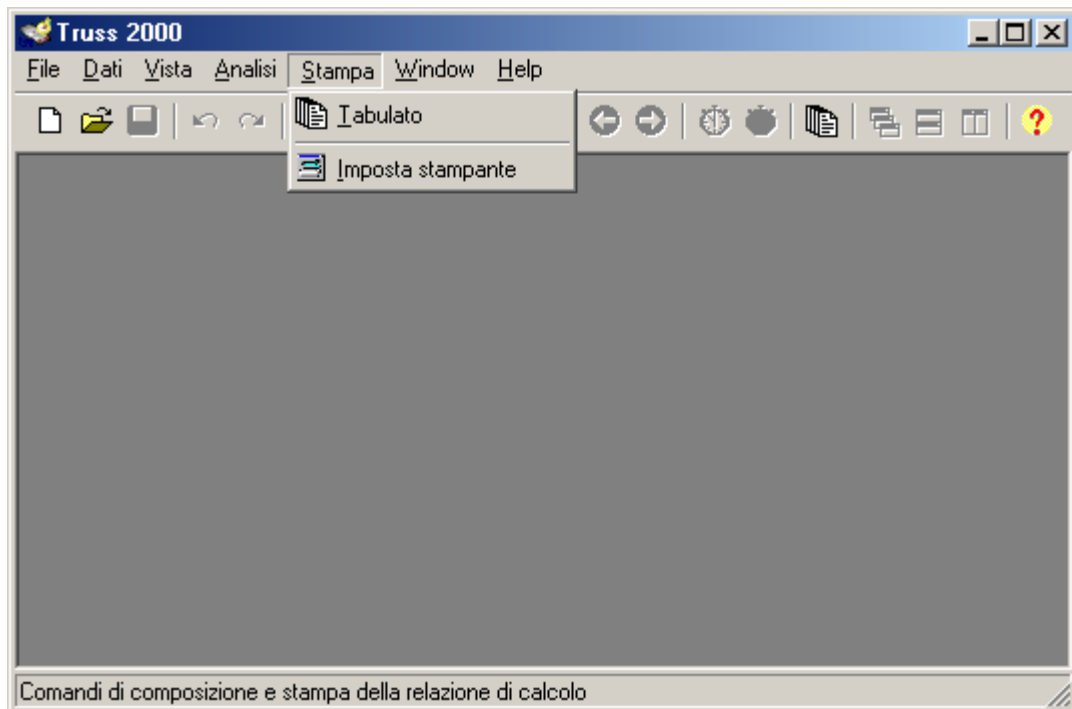 Truss 2000
File Dati Vista Analisi Stampa Window Help
Tabulato
?
Imposta stampante
Comandi di composizione e stampa della relazione di calcolo